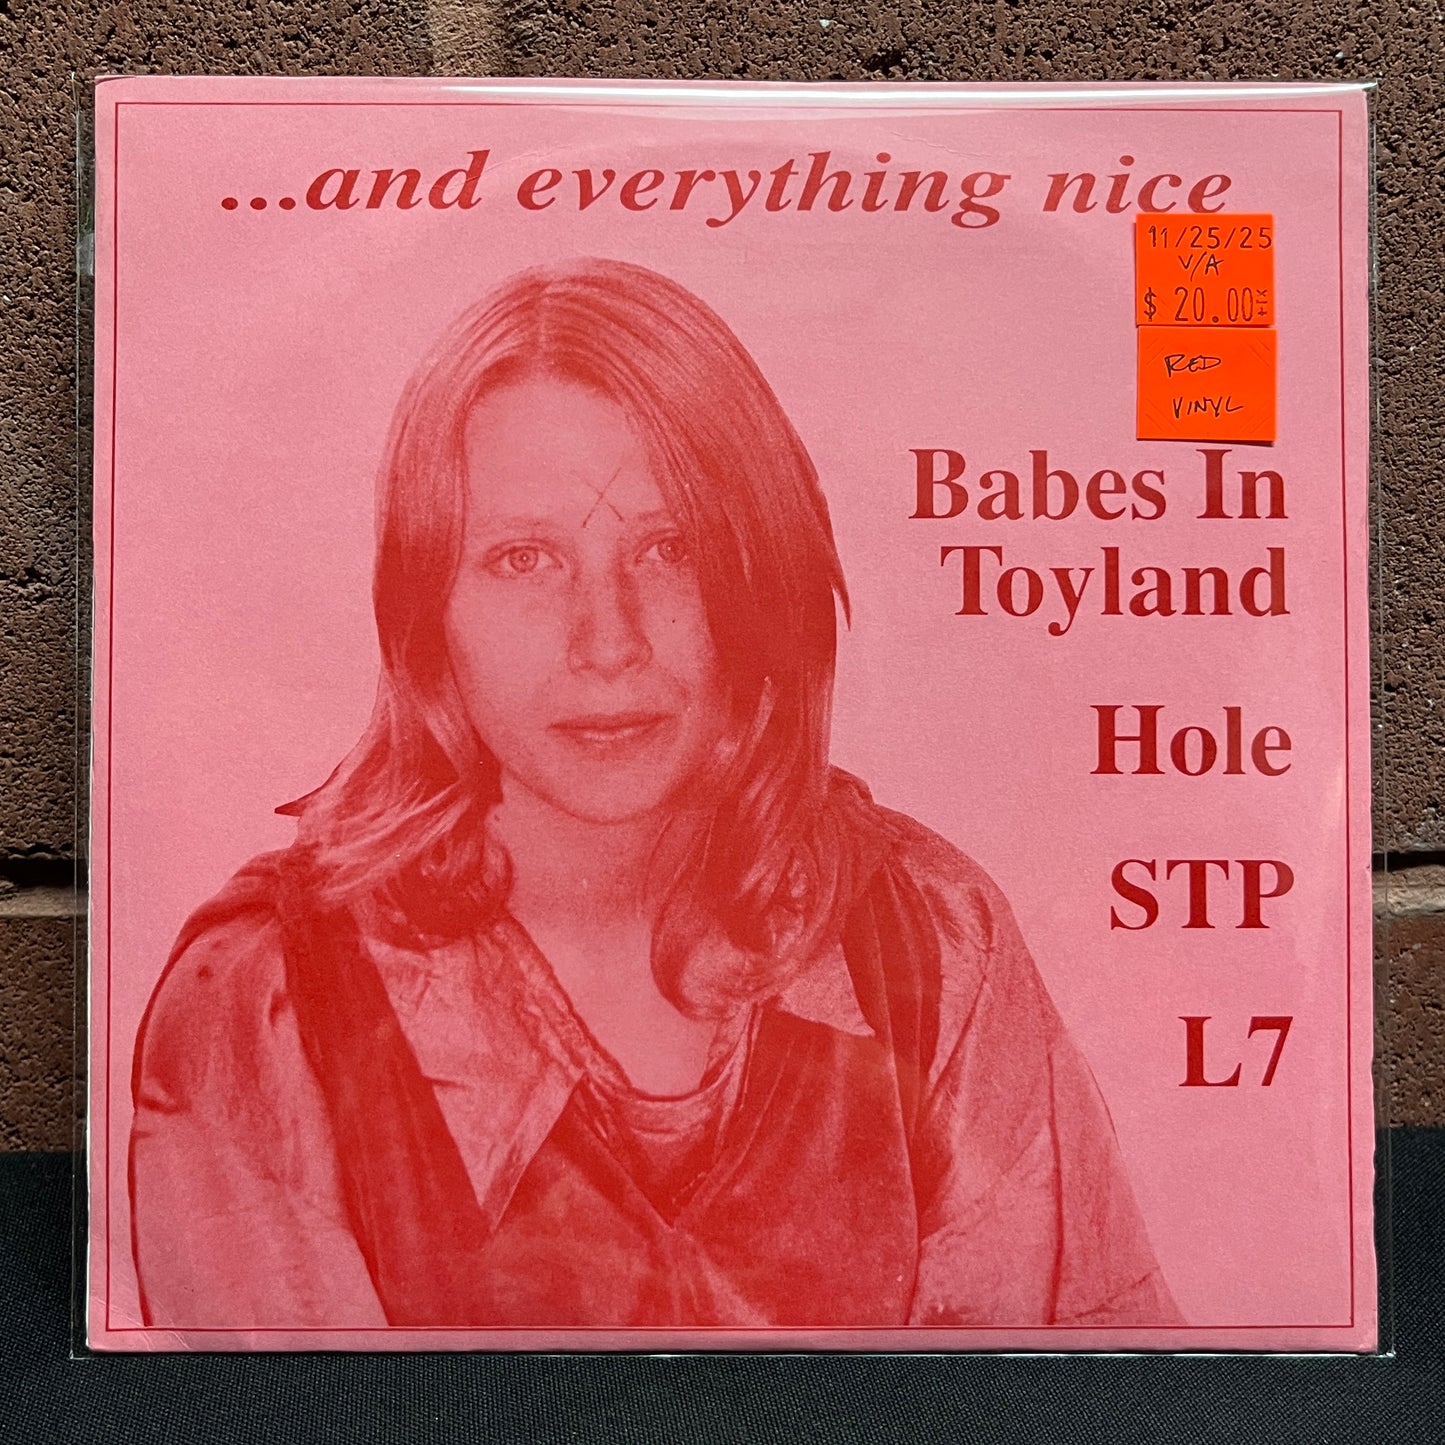 ...and everything nice
11/25/25
V/A
$ 20.00
RED
VINYL
Babes In
Toyland
Hole
STP
L7